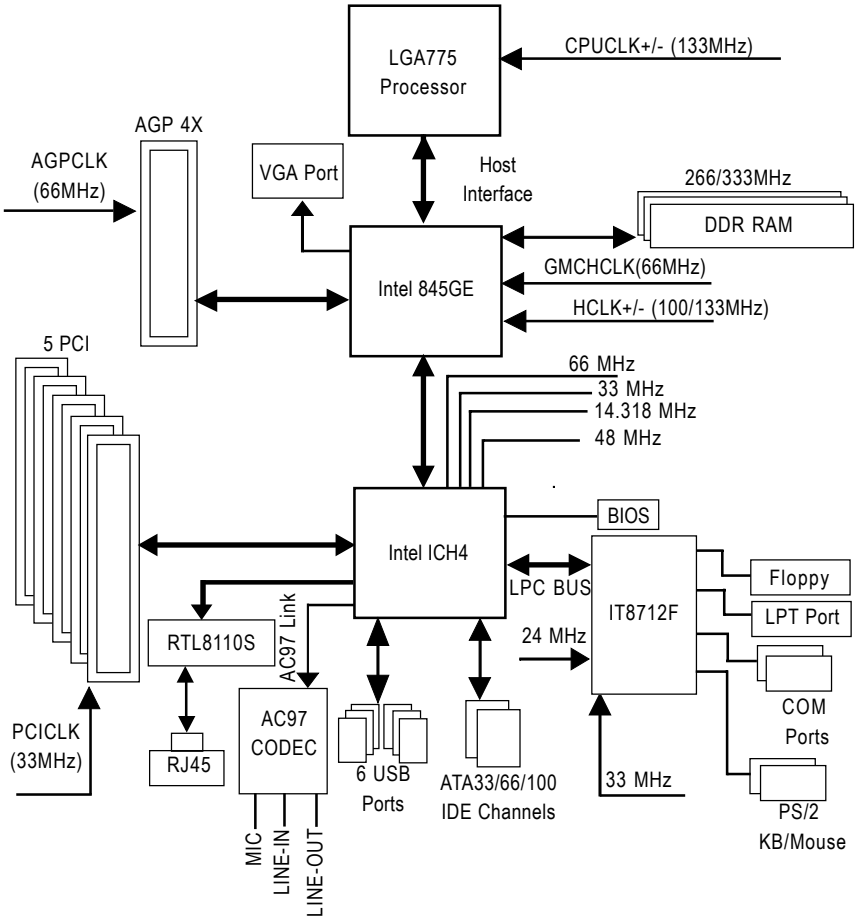 LGA775
Processor
CPUCLK+/- (133MHz)
AGP 4X
AGPCLK
(66MHz)
VGA Port
Host
Interface
266/333MHz
DDR RAM
Intel 845GE
GMCHCLK(66MHz)
HCLK+/- (100/133MHz)
5 PCI
66 MHz
33 MHz
14.318 MHz
48 MHz
BIOS
Intel ICH4
LPC BUS
IT8712F
Floppy
LPT Port
RTL8110S
AC97 Link
24 MHz
COM
Ports
PCICLK
(33MHz)
RJ45
AC97
CODEC
6 USB
Ports
ATA33/66/100
IDE Channels
33 MHz
PS/2
KB/Mouse
MIC
LINE-IN
LINE-OUT